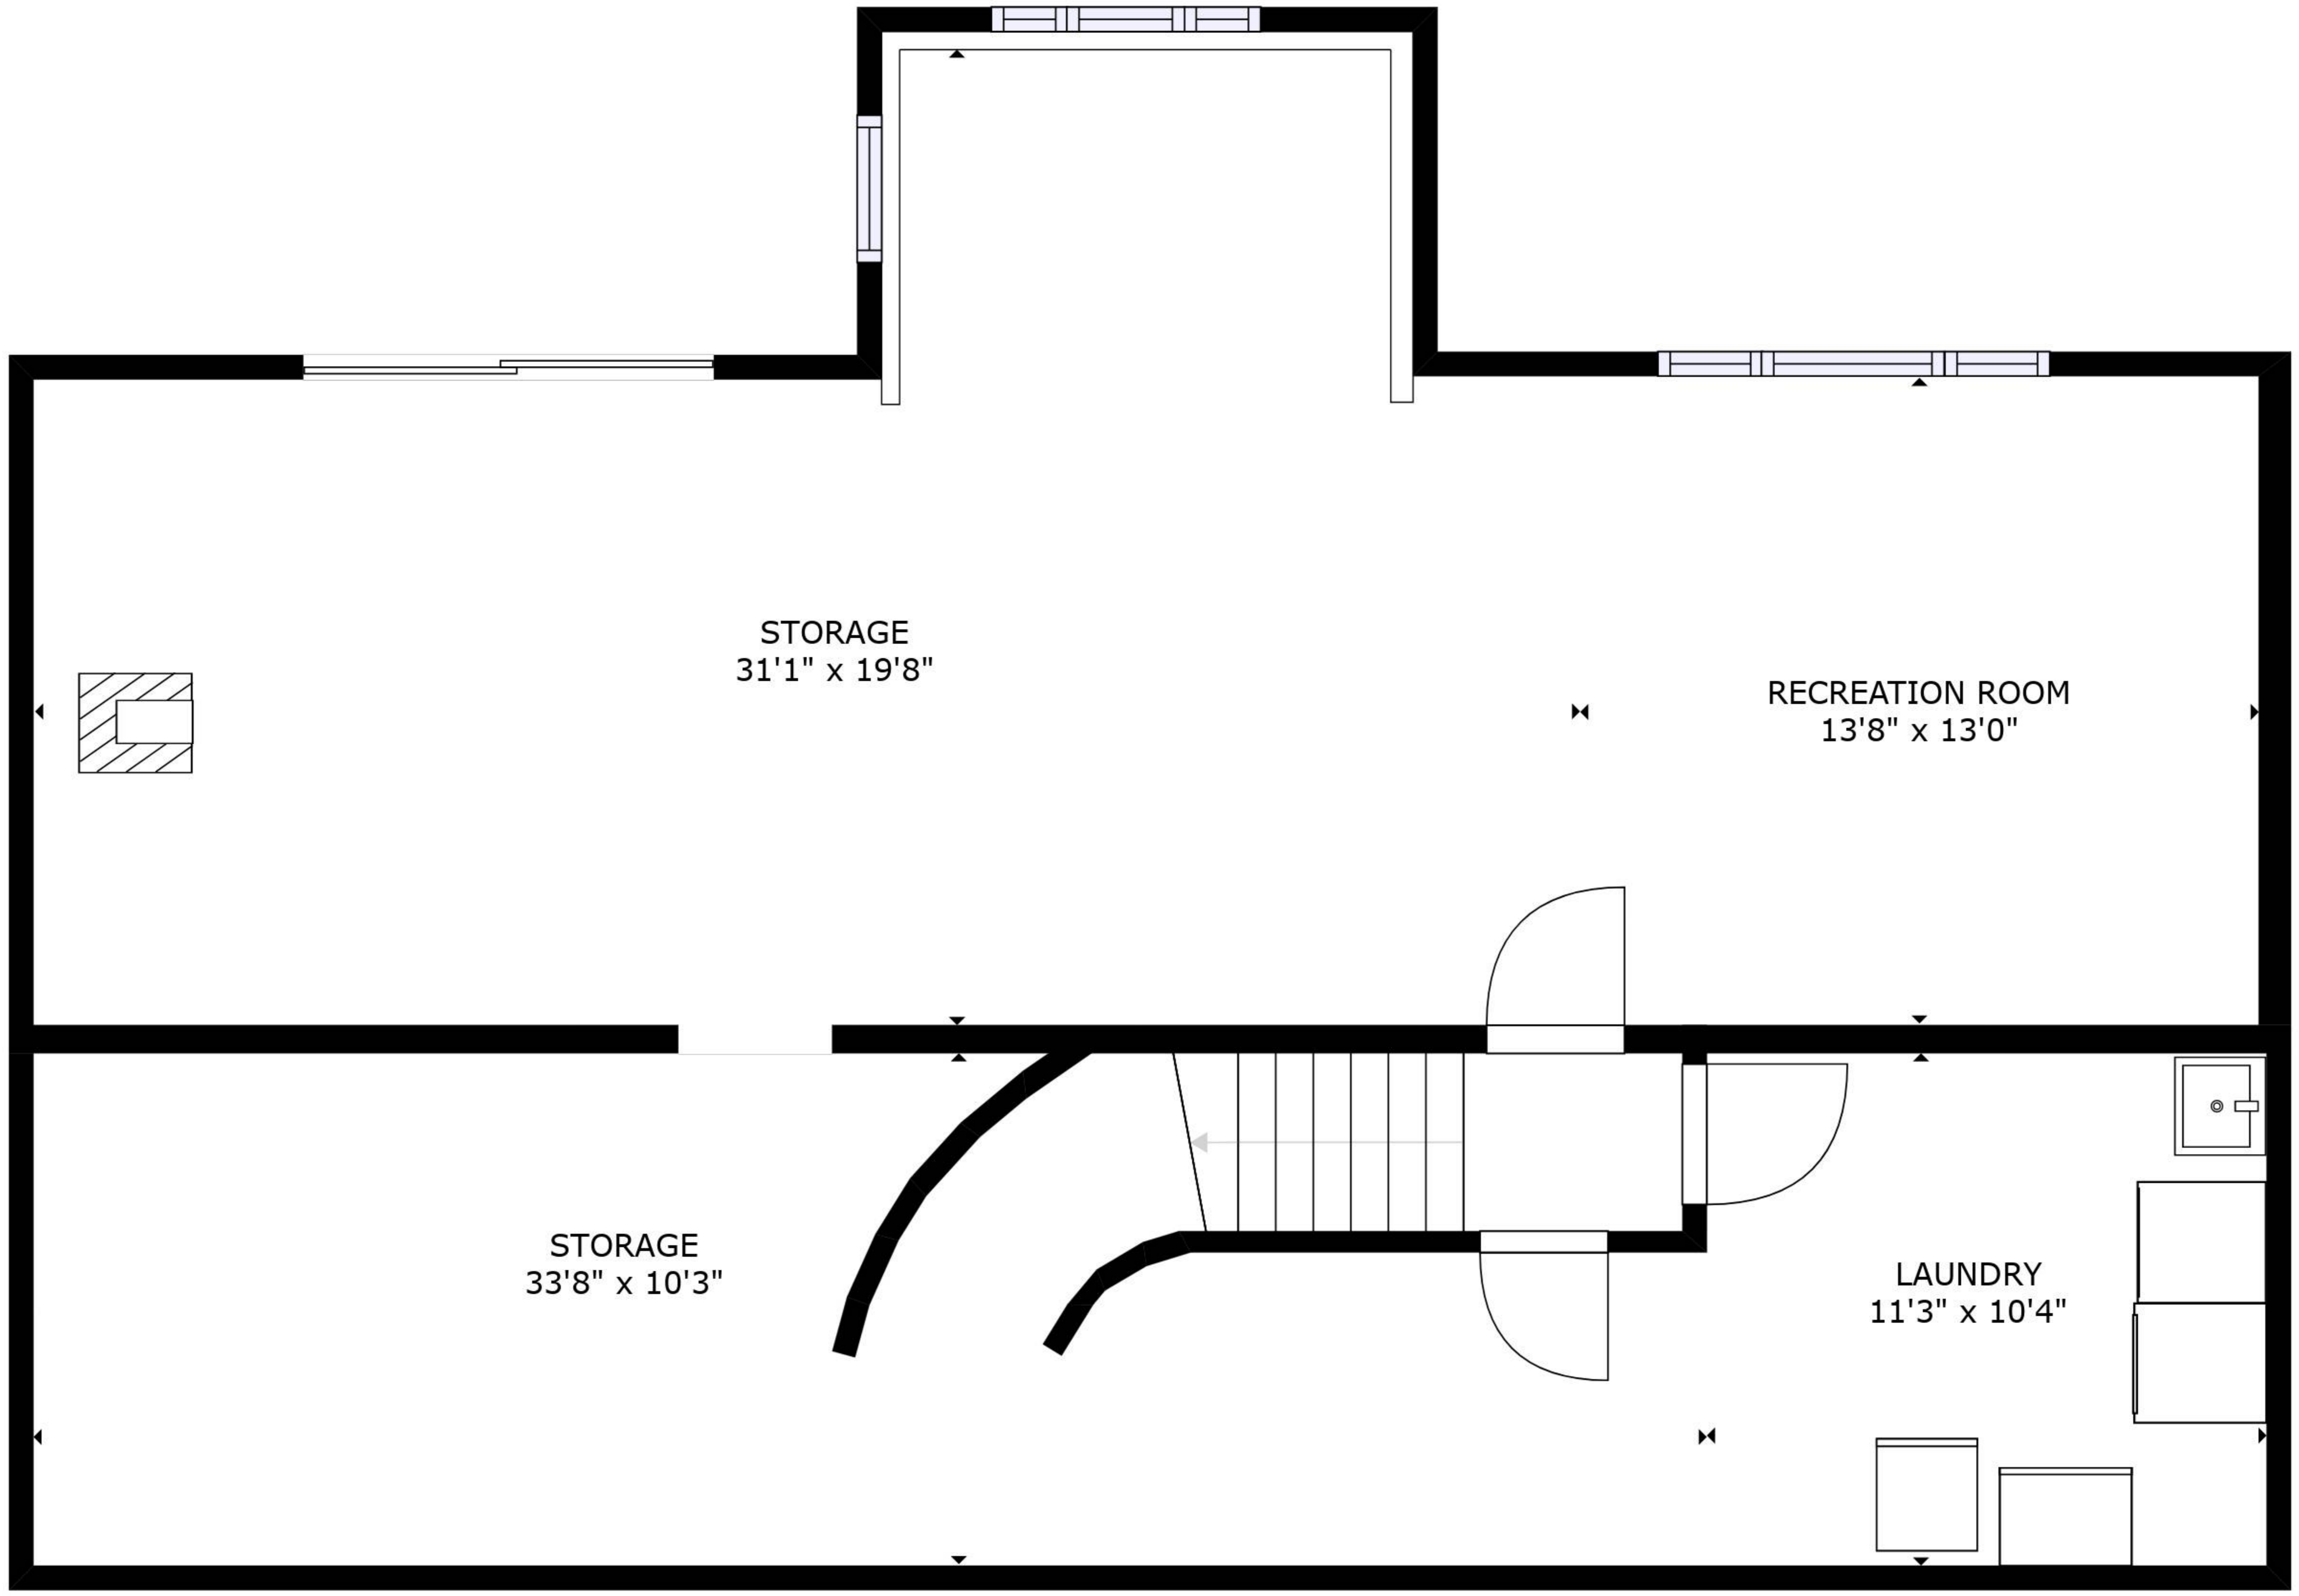 STORAGE
31'1" x 19'8"
RECREATION ROOM
13'8" x 13'0"
STORAGE
33'8" x 10'3"
LAUNDRY
11'3" x 10'4"